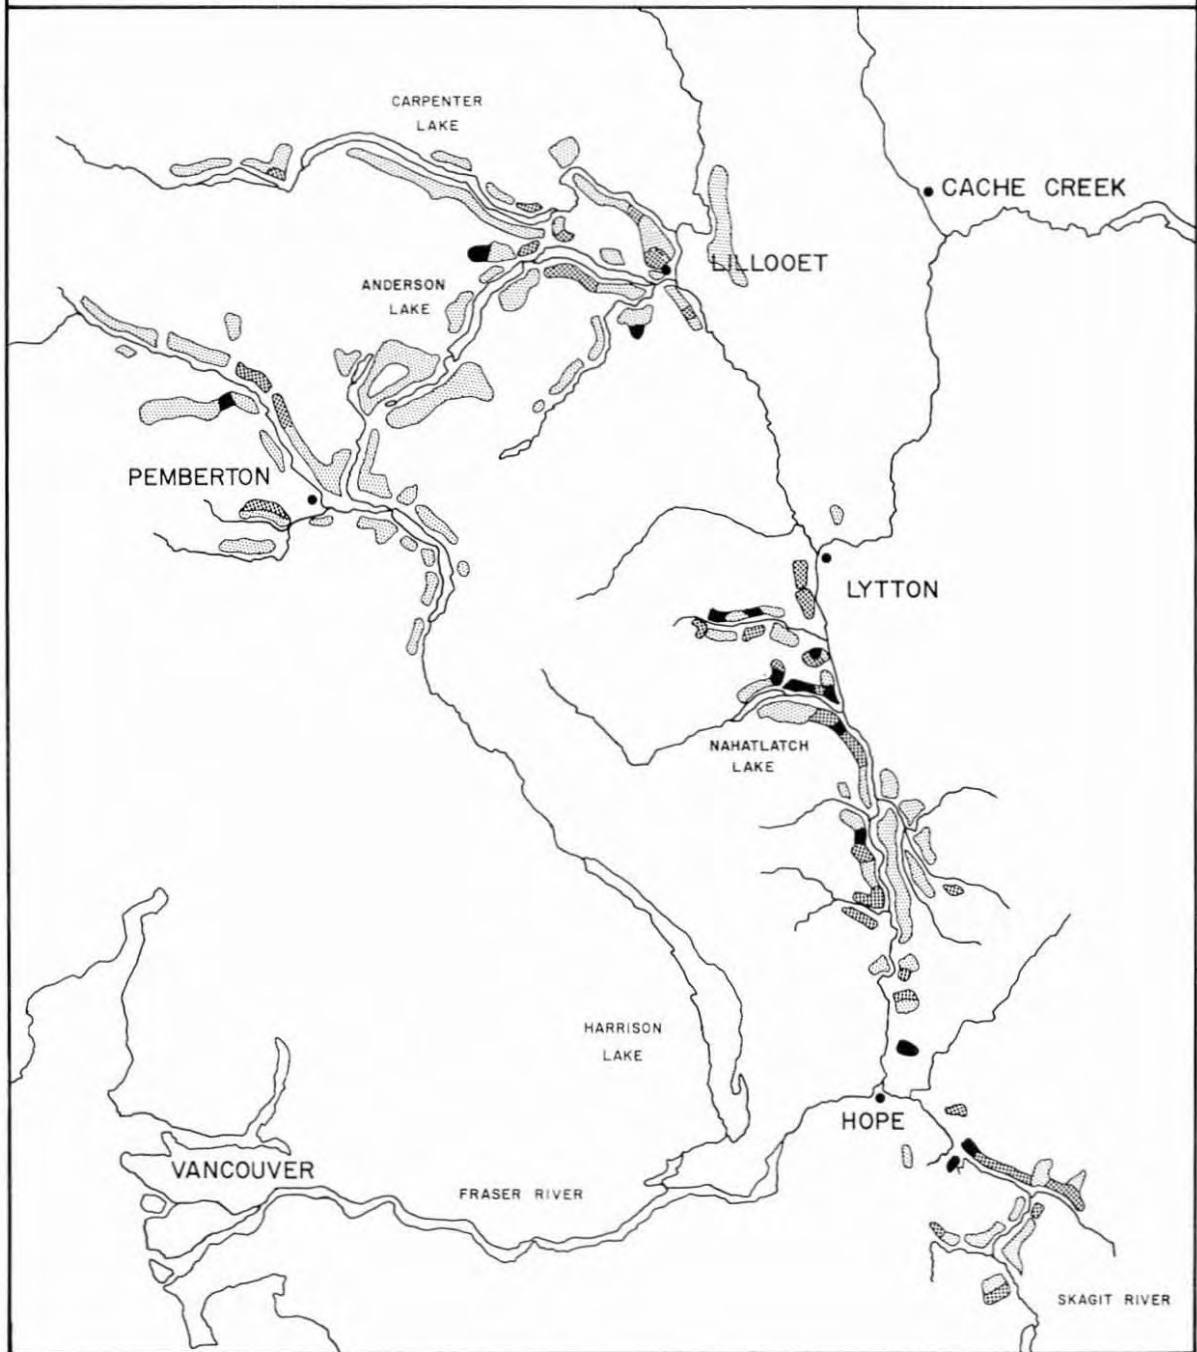 CARPENTER
LAKE
CACHE CREEK
LILLOOET
ANDERSON
LAKE
PEMBERTON
LYTTON
NAHATLATCH
LAKE
HARRISON
LAKE
HOPE
VANCOUVER
FRASER RIVER
SKAGIT RIVER